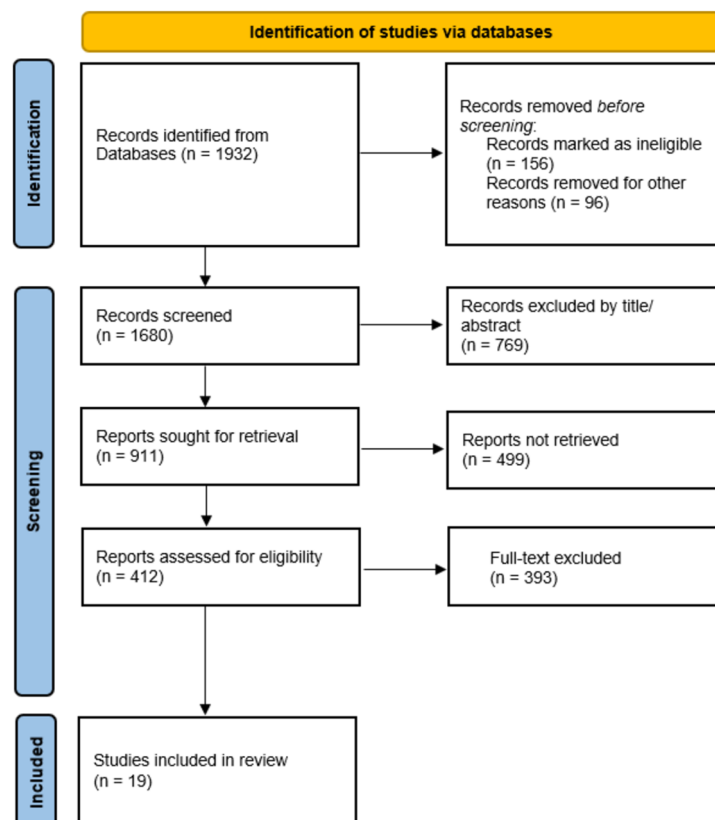 Identification of studies via databases
Identification
Records identified from
Databases (n = 1932)
Records removed before
screening:
Records marked as ineligible
(n = 156)
Records removed for other
reasons (n = 96)
Screening
Records screened
(n = 1680)
Records excluded by title/
abstract
(n = 769)
Reports sought for retrieval
(n = 911)
Reports not retrieved
(n = 499)
Reports assessed for eligibility
(n = 412)
Full-text excluded
(n = 393)
Included
Studies included in review
(n = 19)